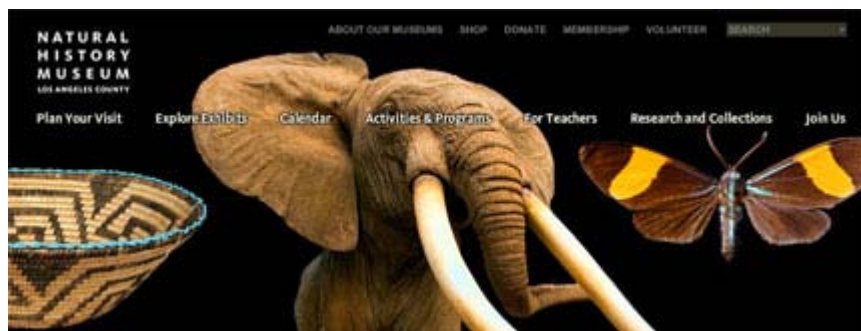 NATURAL
HISTORY
MUSEUM
LOS ANGELES COUNTY
ABOUT OUR MUSEUMS SHOP DONATE MEMBERSHIP VOLUNTEER SEARCH
Plan Your Visit Explore Exhibits Calendar Activities & Programs For Teachers Research and Collections Join Us